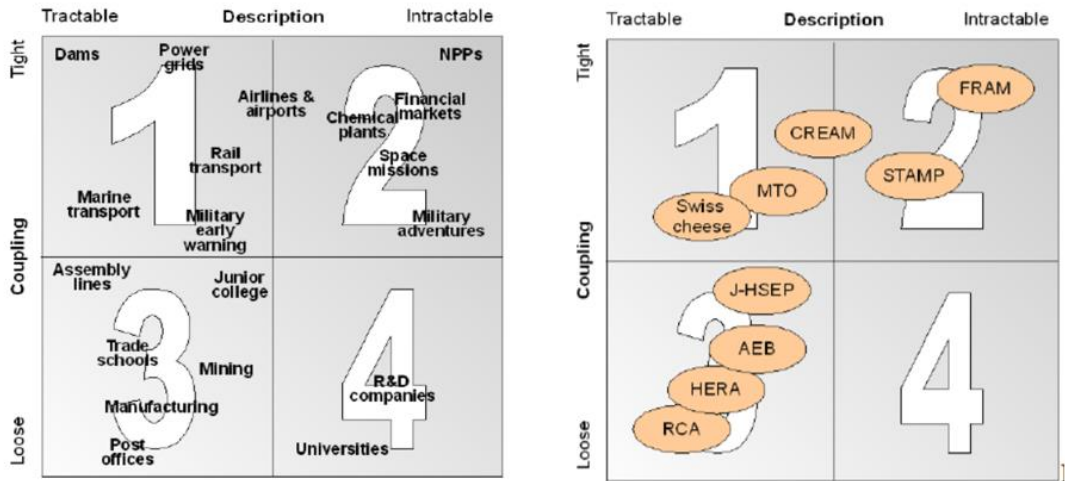 Tractable Description Intractable
Tight
Coupling
Loose
1
2
3
4
Dams
Power
grids
NPPs
Airlines &
airports
Financial
markets
Chemical
plants
Rail
transport
Space
missions
Marine
transport
Military
early
warning
Military
adventures
Assembly
lines
Junior
college
Trade
schools
Mining
R&D
companies
Manufacturing
Post
offices
Universities
Tractable Description Intractable
Tight
Coupling
Loose
1
2
3
4
FRAM
CREAM
STAMP
MTO
Swiss
cheese
J-HSEP
AEB
HERA
RCA